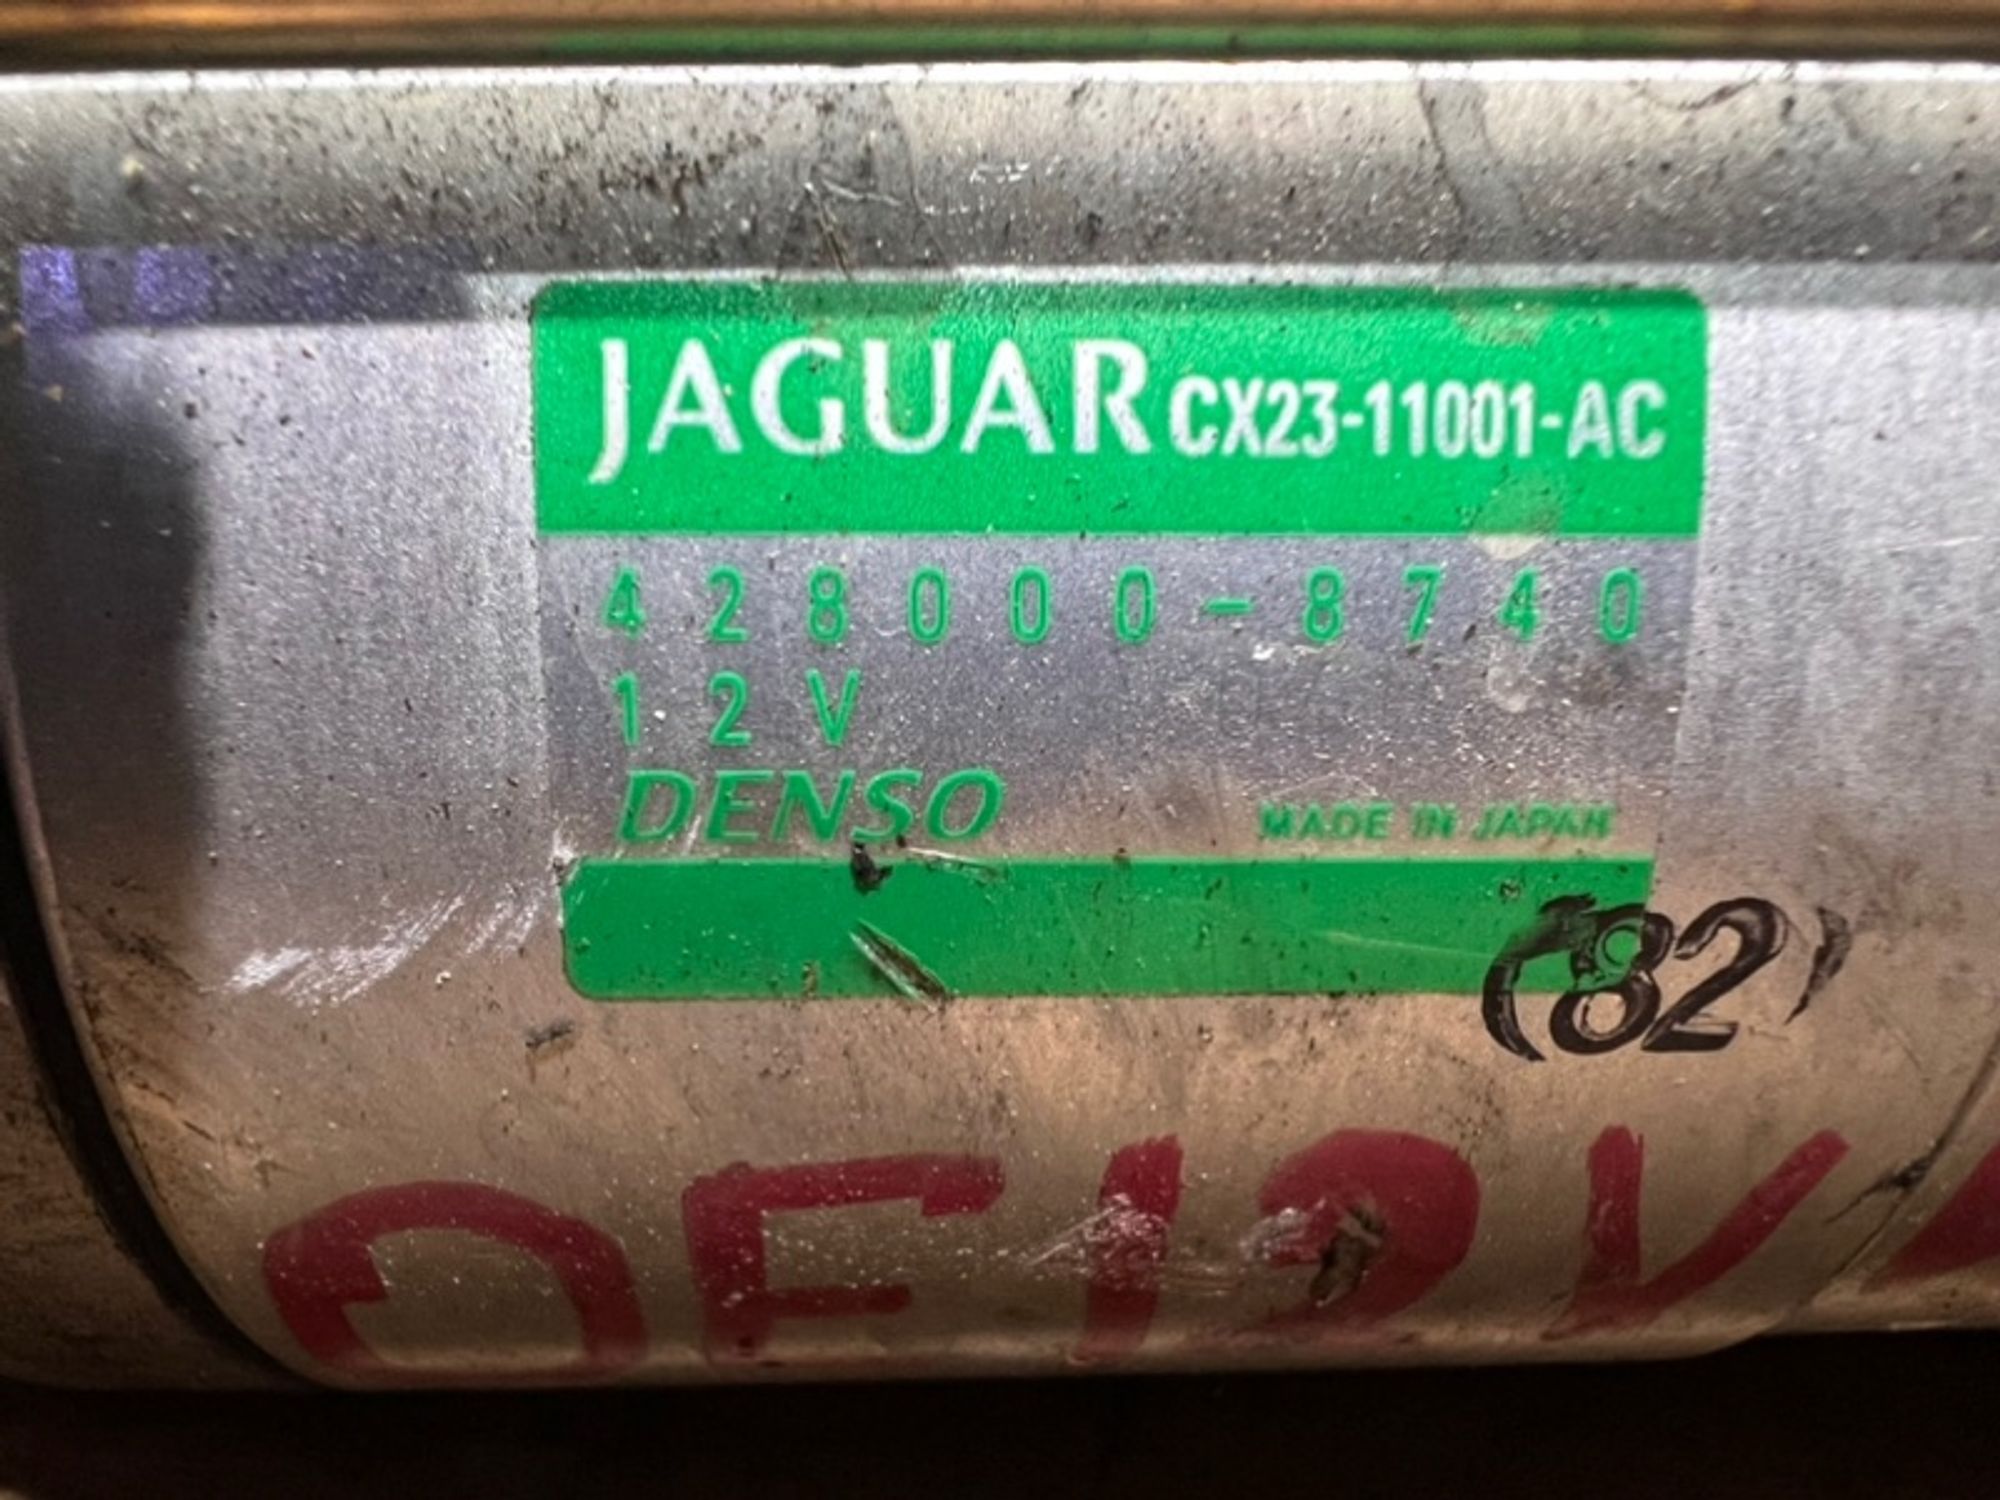 JAGUAR CX23-11001-AC
428000-8740
12V
DENSO MADE IN JAPAN
(82)